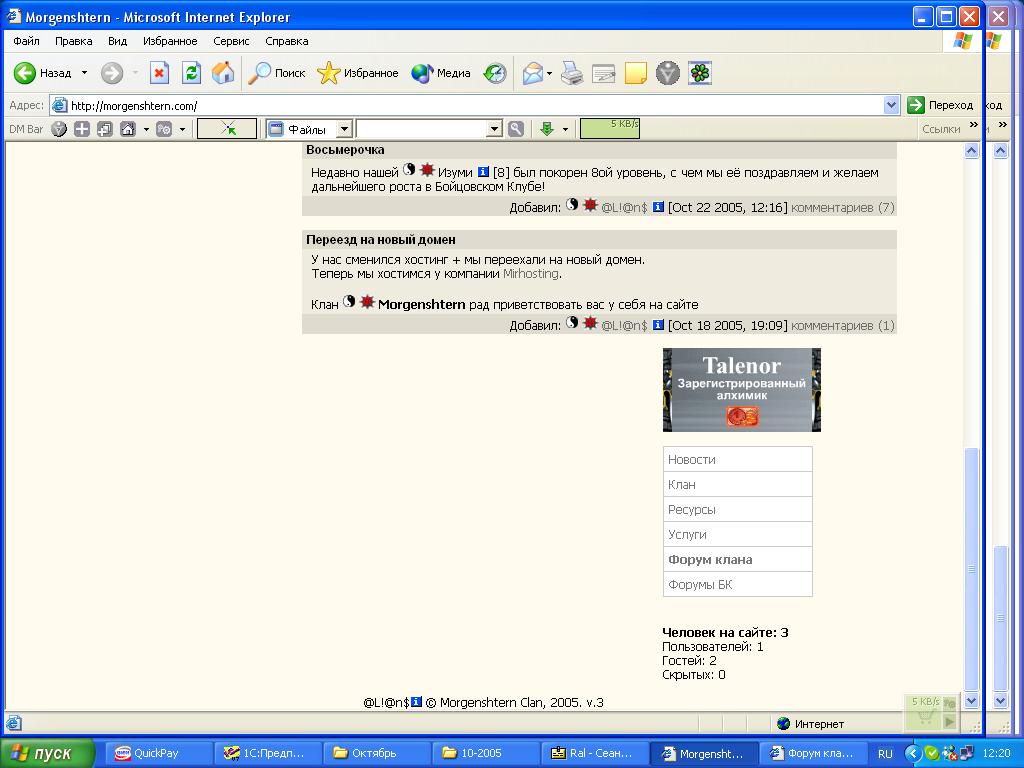 Morgenshtern - Microsoft Internet Explorer
Файл Правка Вид Избранное Сервис Справка
Назад Поиск Избранное Медиа
Адрес: http://morgenshtern.com/ Переход ход
DM Bar Файлы 5 KB/s Ссылки » »
Восьмерочка
Недавно нашей Изуми [8] был покорен 8ой уровень, с чем мы её поздравляем и желаем
дальнейшего роста в Бойцовском Клубе!
Добавил: @L!@n$ [Oct 22 2005, 12:16] комментариев (7)
Переезд на новый домен
У нас сменился хостинг + мы переехали на новый домен.
Теперь мы хостимся у компании Mirhosting.
Клан Morgenshtern рад приветствовать вас у себя на сайте
Добавил: @L!@n$ [Oct 18 2005, 19:09] комментариев (1)
Talenor
Зарегистрированный
алхимик
Новости
Клан
Ресурсы
Услуги
Форум клана
Форумы БК
Человек на сайте: 3
Пользователей: 1
Гостей: 2
Скрытых: 0
@L!@n$ © Morgenshtern Clan, 2005. v.3
5 KB/s
Интернет
пуск QuickPay 1С:Предп... Октябрь 10-2005 Ral - Сеан... Morgensht... Форум кла... RU 12:20